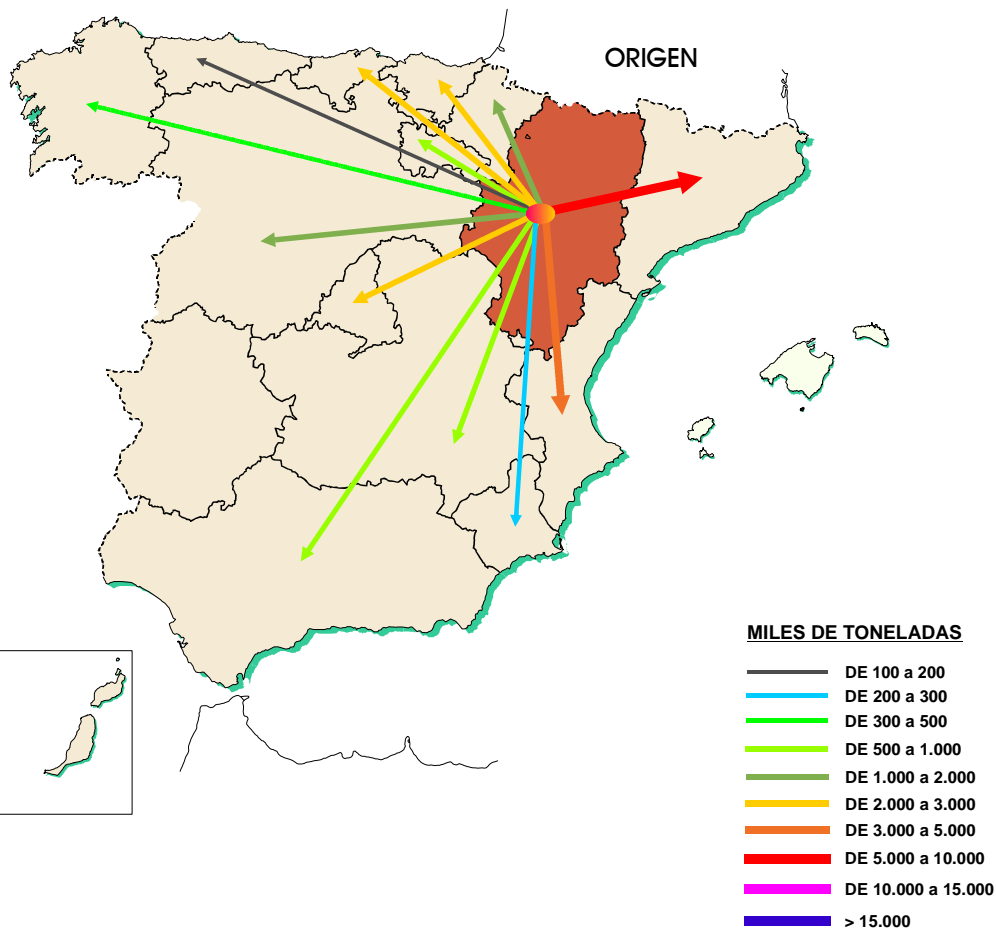 ORIGEN
MILES DE TONELADAS
DE 100 a 200
DE 200 a 300
DE 300 a 500
DE 500 a 1.000
DE 1.000 a 2.000
DE 2.000 a 3.000
DE 3.000 a 5.000
DE 5.000 a 10.000
DE 10.000 a 15.000
> 15.000